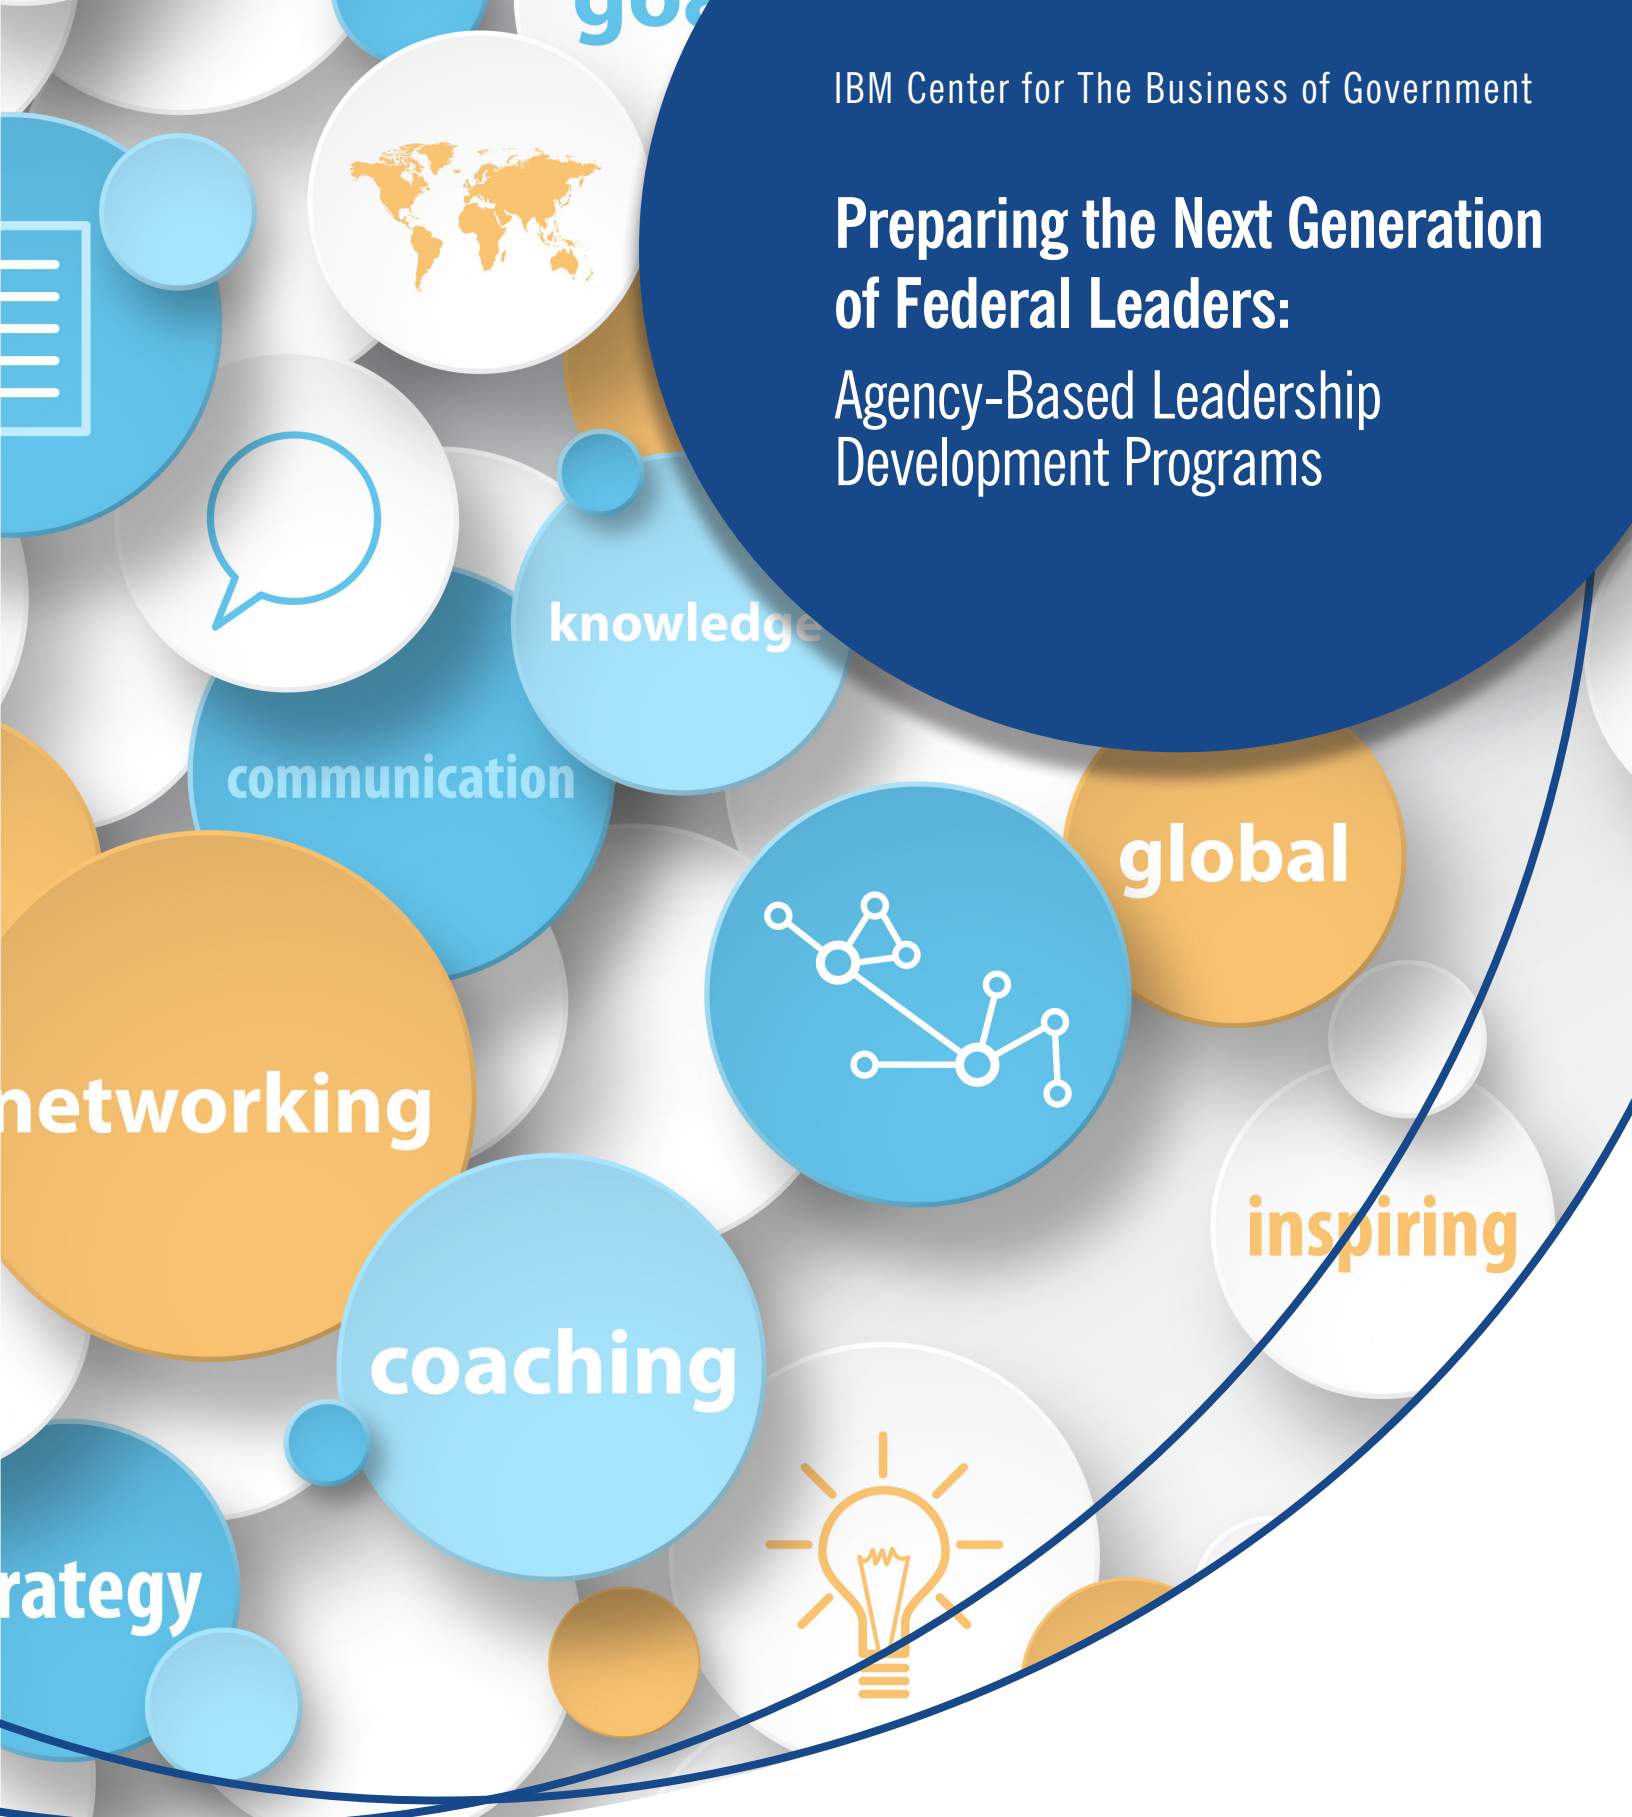 goa
IBM Center for The Business of Government
Preparing the Next Generation
of Federal Leaders:
Agency-Based Leadership
Development Programs
knowledge
communication
global
networking
inspiring
coaching
rategy